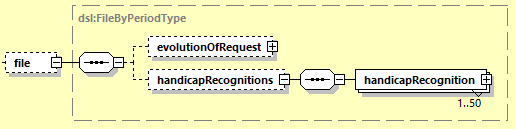 dsl:FileByPeriodType
evolutionOfRequest
file
handicapRecognitions
handicapRecognition
1..50